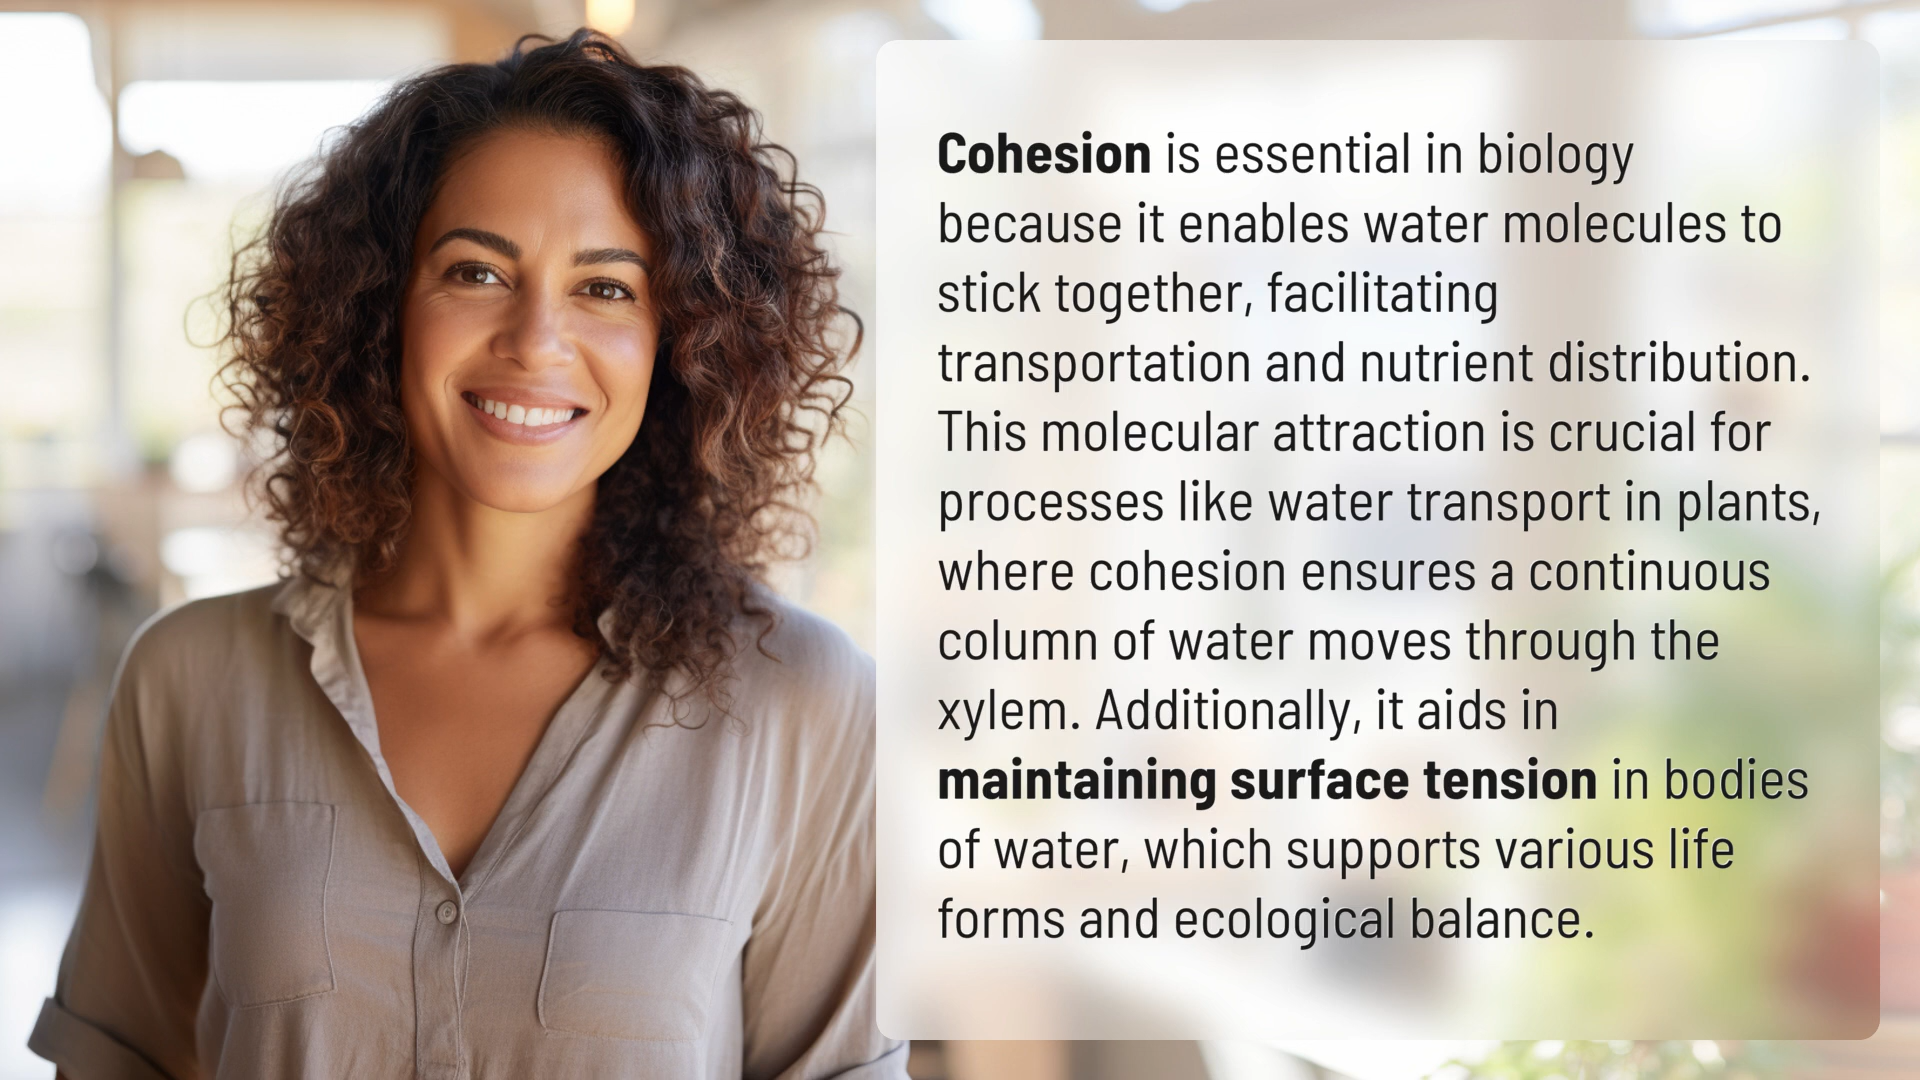 Cohesion is essential in biology
because it enables water molecules to
stick together, facilitating
transportation and nutrient distribution.
This molecular attraction is crucial for
processes like water transport in plants,
where cohesion ensures a continuous
column of water moves through the
xylem. Additionally, it aids in
maintaining surface tension in bodies
of water, which supports various life
forms and ecological balance.